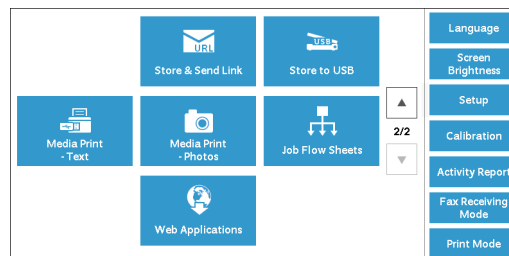 URL
Store & Send Link
USB
Store to USB
Media Print
- Text
Media Print
- Photos
Job Flow Sheets
Web Applications
2/2
Language
Screen
Brightness
Setup
Calibration
Activity Report
Fax Receiving
Mode
Print Mode